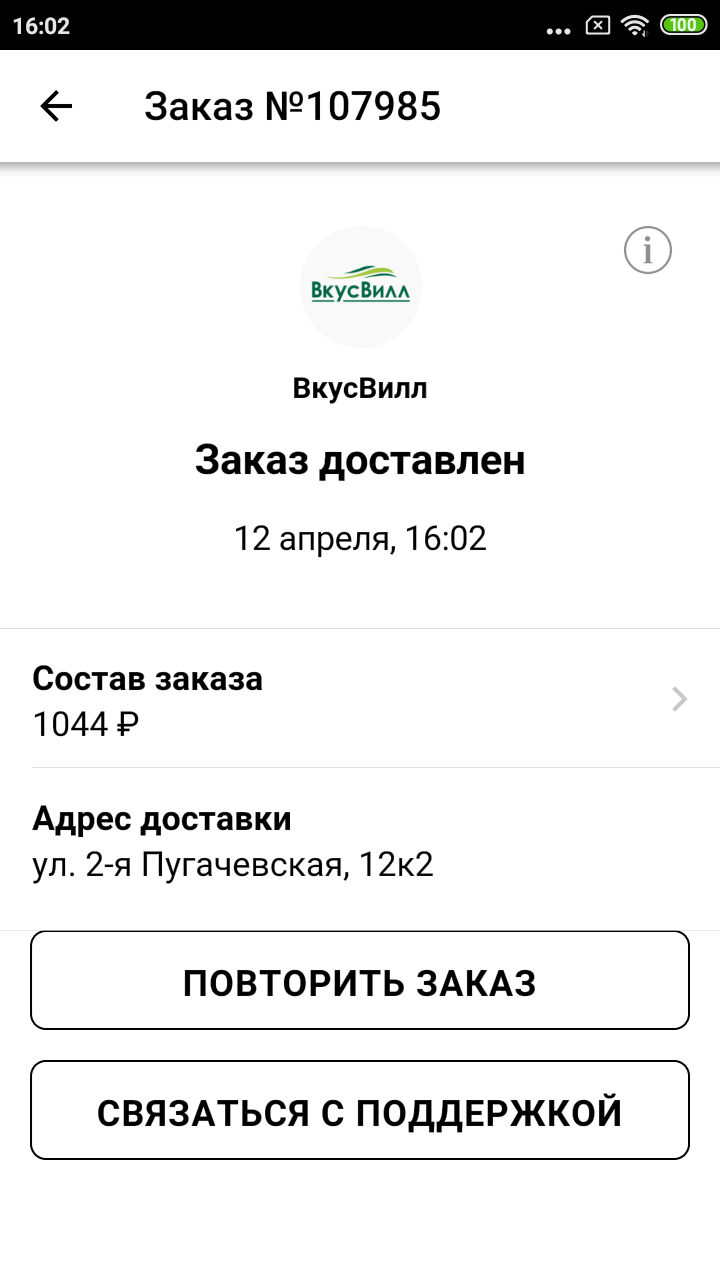 16:02
100
Заказ №107985
i
ВкусВилл
ВкусВилл
Заказ доставлен
12 апреля, 16:02
Состав заказа
1044 ₽
Адрес доставки
ул. 2-я Пугачевская, 12к2
ПОВТОРИТЬ ЗАКАЗ
СВЯЗАТЬСЯ С ПОДДЕРЖКОЙ